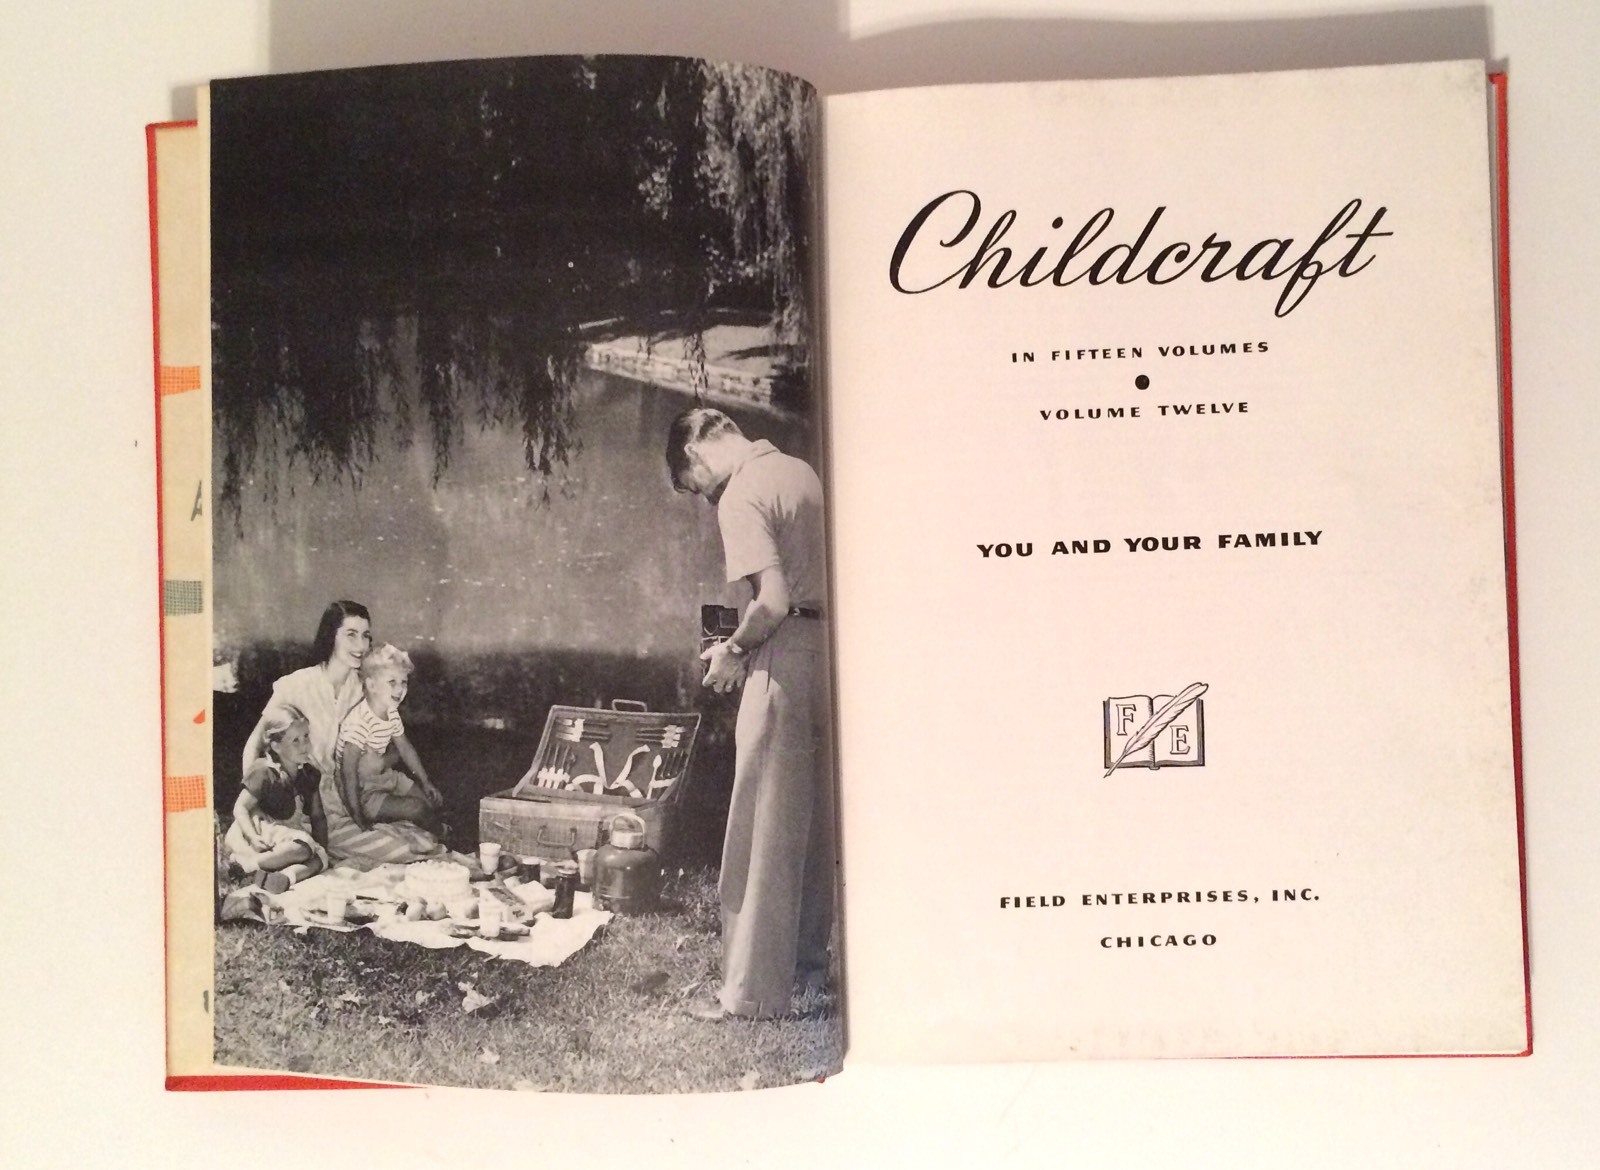 Childcraft
IN FIFTEEN VOLUMES
VOLUME TWELVE
YOU AND YOUR FAMILY
F E
FIELD ENTERPRISES, INC.
CHICAGO